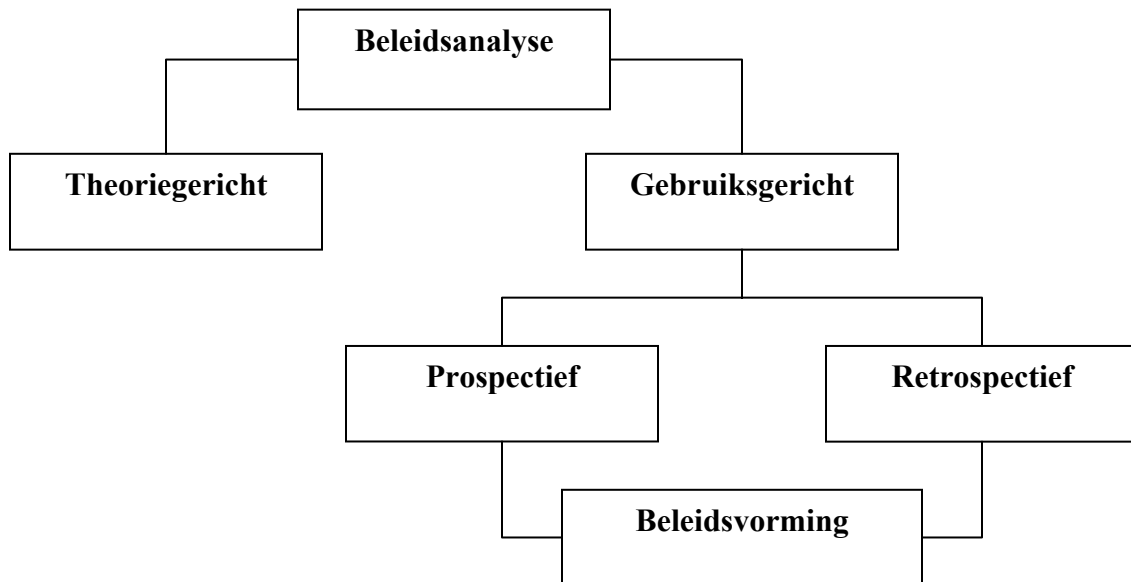 Beleidsanalyse
Theoriegericht
Gebruiksgericht
Prospectief
Retrospectief
Beleidsvorming